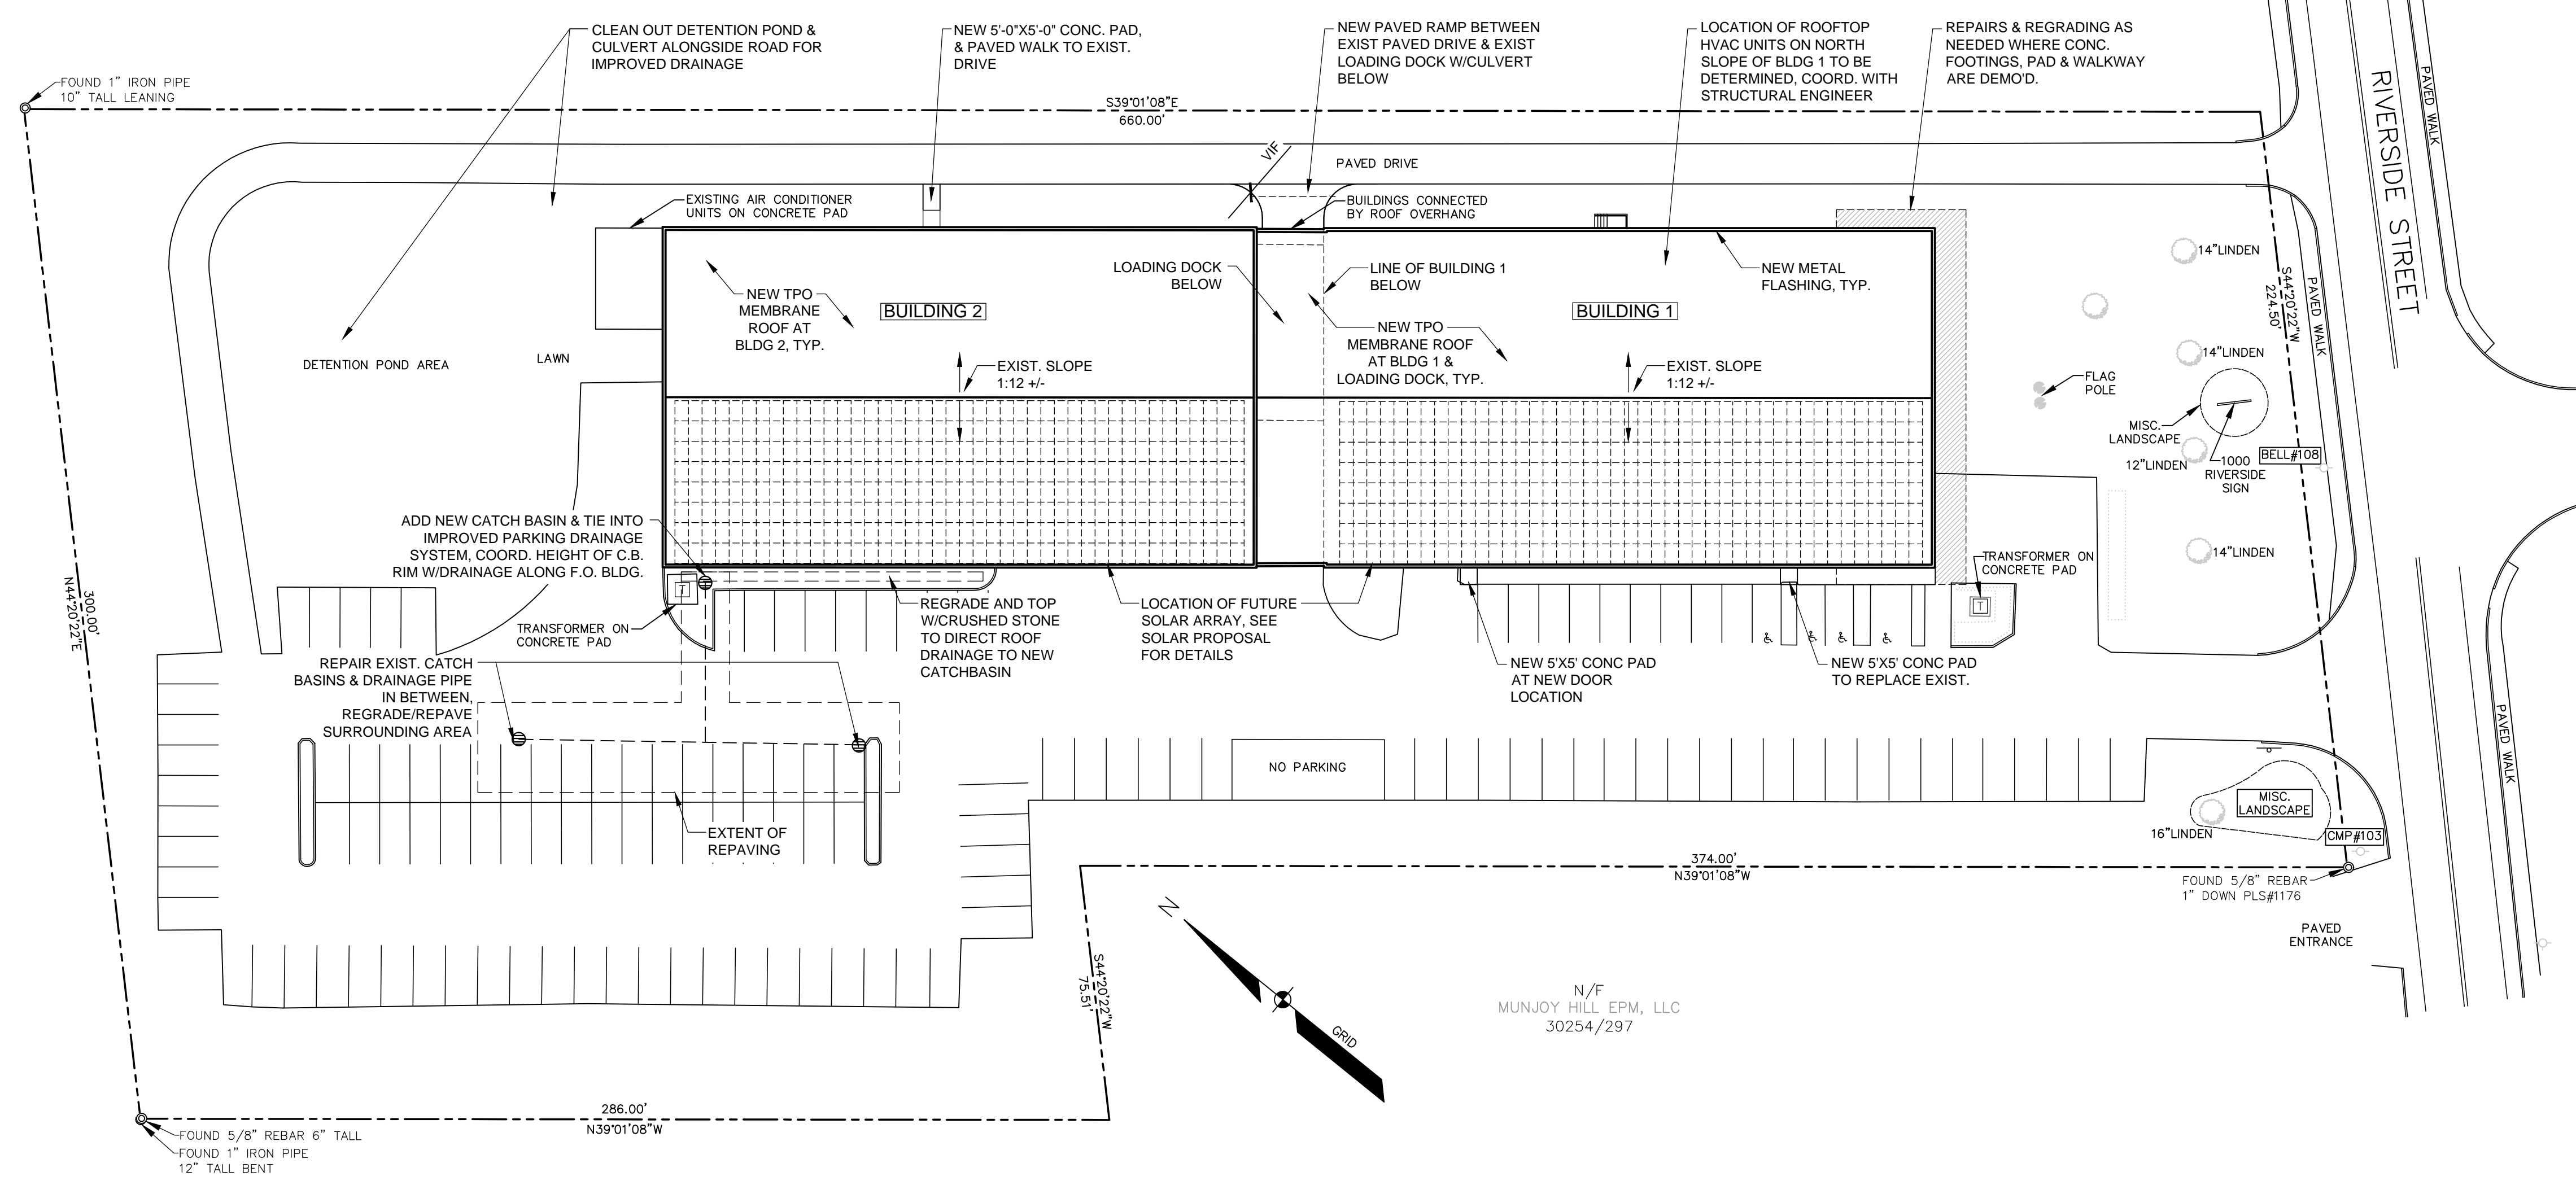 CLEAN OUT DETENTION POND &
CULVERT ALONGSIDE ROAD FOR
IMPROVED DRAINAGE
NEW 5'-0"X5'-0" CONC. PAD,
& PAVED WALK TO EXIST.
DRIVE
NEW PAVED RAMP BETWEEN
EXIST PAVED DRIVE & EXIST
LOADING DOCK W/CULVERT
BELOW
LOCATION OF ROOFTOP
HVAC UNITS ON NORTH
SLOPE OF BLDG 1 TO BE
DETERMINED, COORD. WITH
STRUCTURAL ENGINEER
REPAIRS & REGRADING AS
NEEDED WHERE CONC.
FOOTINGS, PAD & WALKWAY
ARE DEMO'D.
PAVED WALK
RIVERSIDE STREET
FOUND 1" IRON PIPE
10" TALL LEANING
S39°01'08"E
660.00'
VIF
PAVED DRIVE
EXISTING AIR CONDITIONER
UNITS ON CONCRETE PAD
BUILDINGS CONNECTED
BY ROOF OVERHANG
14"LINDEN
S44°20'22"W
224.50'
PAVED WALK
LOADING DOCK
BELOW
LINE OF BUILDING 1
BELOW
NEW METAL
FLASHING, TYP.
NEW TPO
MEMBRANE
ROOF AT
BLDG 2, TYP.
BUILDING 2
BUILDING 1
NEW TPO
MEMBRANE ROOF
AT BLDG 1 &
LOADING DOCK, TYP.
DETENTION POND AREA
LAWN
EXIST. SLOPE
1:12 +/-
EXIST. SLOPE
1:12 +/-
14"LINDEN
FLAG
POLE
MISC.
LANDSCAPE
12"LINDEN
1000
RIVERSIDE
SIGN
BELL#108
ADD NEW CATCH BASIN & TIE INTO
IMPROVED PARKING DRAINAGE
SYSTEM, COORD. HEIGHT OF C.B.
RIM W/DRAINAGE ALONG F.O. BLDG.
14"LINDEN
TRANSFORMER ON
CONCRETE PAD
T
T
N44°20'22"E
300.00'
TRANSFORMER ON
CONCRETE PAD
REGRADE AND TOP
W/CRUSHED STONE
TO DIRECT ROOF
DRAINAGE TO NEW
CATCHBASIN
LOCATION OF FUTURE
SOLAR ARRAY, SEE
SOLAR PROPOSAL
FOR DETAILS
NEW 5'X5' CONC PAD
AT NEW DOOR
LOCATION
NEW 5'X5' CONC PAD
TO REPLACE EXIST.
REPAIR EXIST. CATCH
BASINS & DRAINAGE PIPE
IN BETWEEN,
REGRADE/REPAVE
SURROUNDING AREA
PAVED WALK
NO PARKING
EXTENT OF
REPAVING
MISC.
LANDSCAPE
16"LINDEN
CMP#103
374.00'
N39°01'08"W
FOUND 5/8" REBAR
1" DOWN PLS#1176
PAVED
ENTRANCE
S44°20'22"W
75.51'
N
GRID
N/F
MUNJOY HILL EPM, LLC
30254/297
286.00'
N39°01'08"W
FOUND 5/8" REBAR 6" TALL
FOUND 1" IRON PIPE
12" TALL BENT